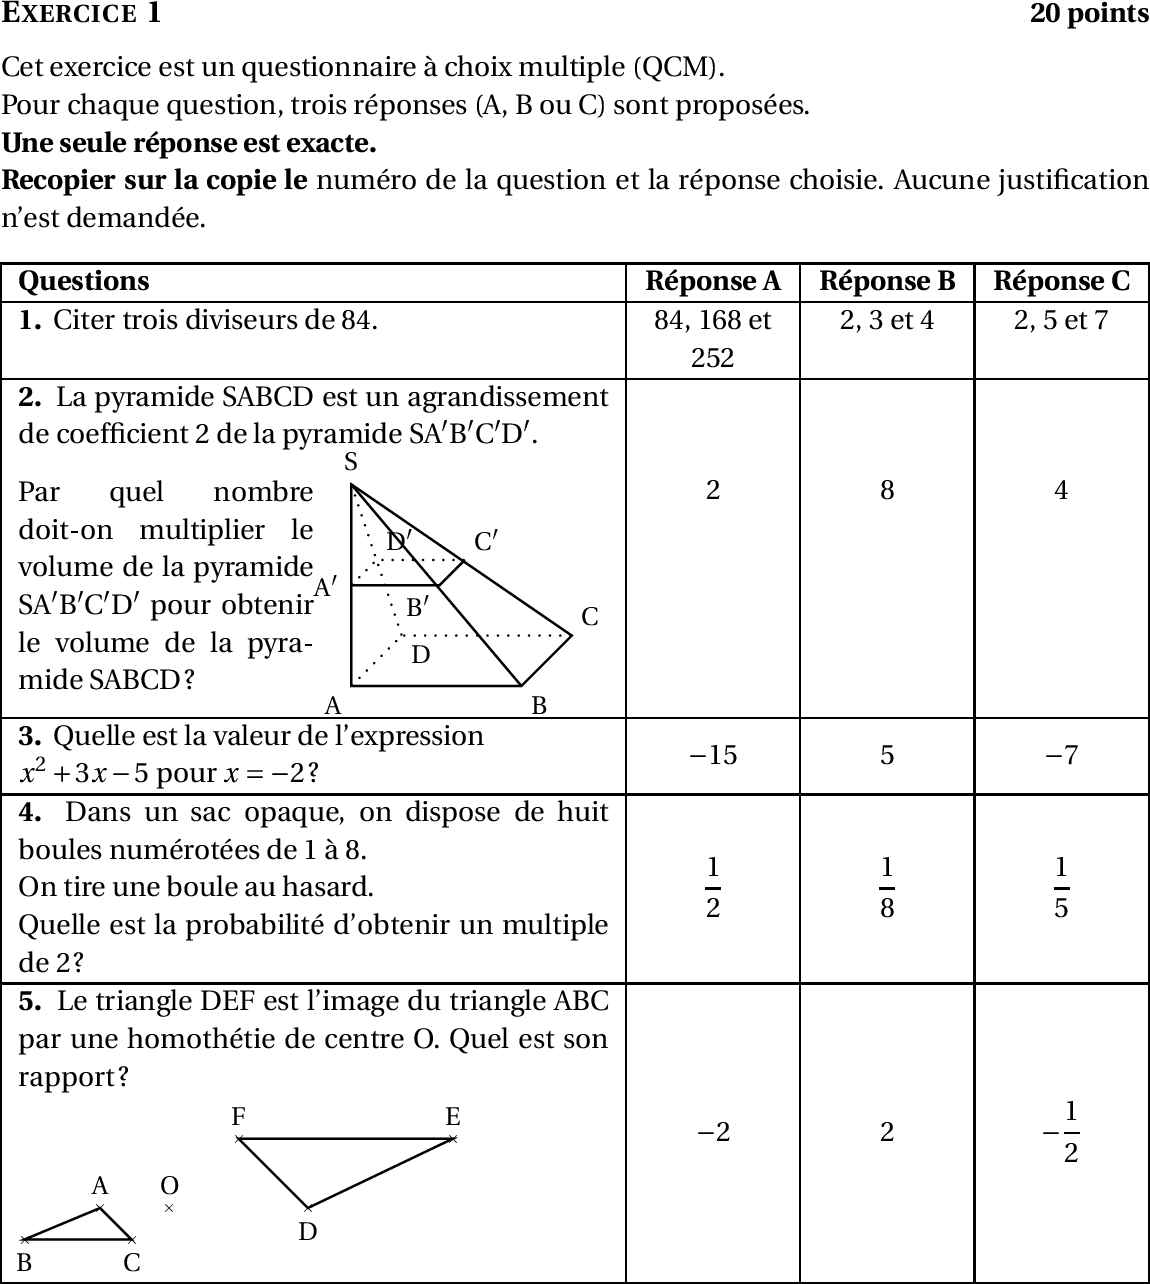 EXERCICE 1 20 points
Cet exercice est un questionnaire à choix multiple (QCM).
Pour chaque question, trois réponses (A, B ou C) sont proposées.
Une seule réponse est exacte.
Recopier sur la copie le numéro de la question et la réponse choisie. Aucune justification
n'est demandée.
Questions Réponse A Réponse B Réponse C
1. Citer trois diviseurs de 84. 84, 168 et 2, 3 et 4 2, 5 et 7
252
2. La pyramide SABCD est un agrandissement
de coefficient 2 de la pyramide SA′B′C′D′.
S
Par quel nombre 2 8 4
doit-on multiplier le
D′ C′
volume de la pyramide
A′
SA′B′C′D′ pour obtenir
B′
C
le volume de la pyra-
D
mide SABCD?
A B
3. Quelle est la valeur de l'expression
x² + 3x − 5 pour x = −2? −15 5 −7
4. Dans un sac opaque, on dispose de huit
boules numérotées de 1 à 8.
On tire une boule au hasard. 1/2 1/8 1/5
Quelle est la probabilité d'obtenir un multiple
de 2?
5. Le triangle DEF est l'image du triangle ABC
par une homothétie de centre O. Quel est son
rapport?
F E
−2 2 −1/2
A O
D
B C